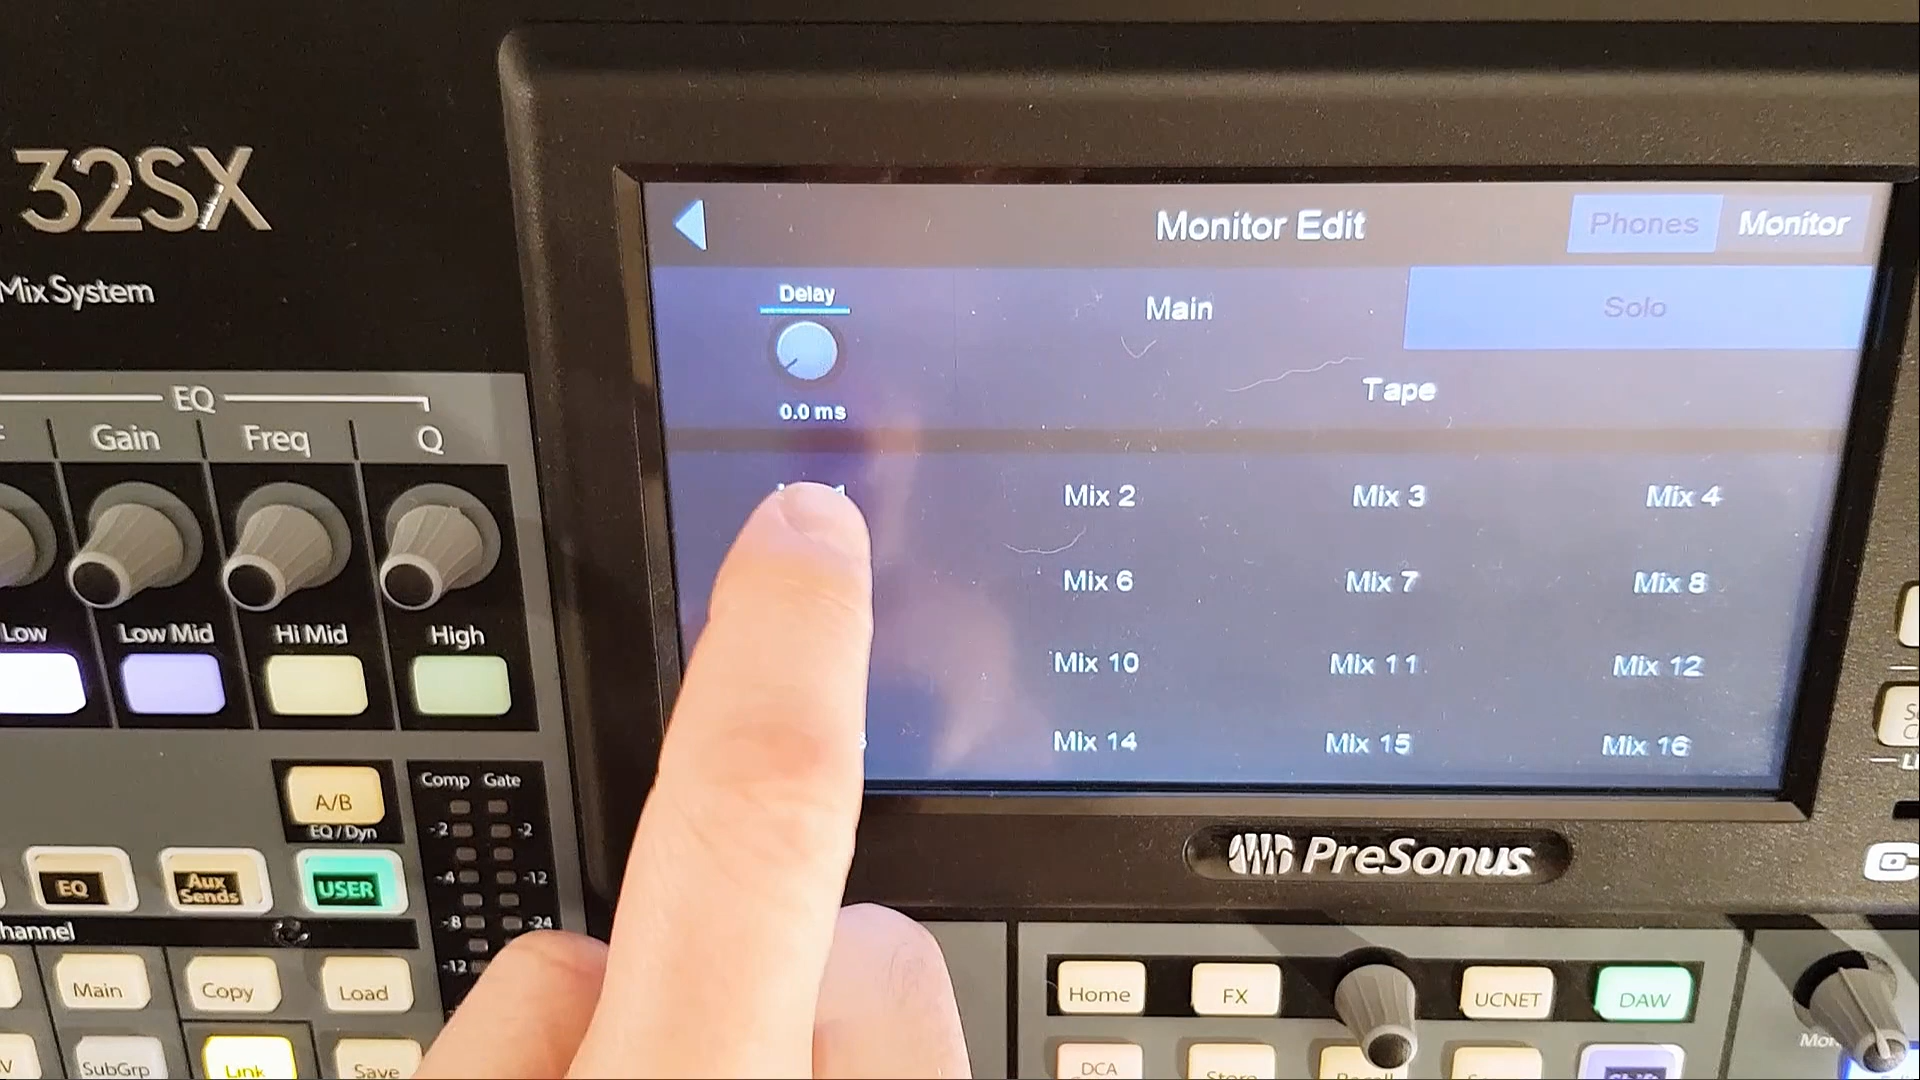 32SX
Mix System
EQ
Gain Freq Q
Low Low Mid Hi Mid High
A/B
EQ/Dyn
Comp Gate
-2 -2
-4 -12
-8 -24
-12
EQ Aux Sends USER
Main Copy Load
SubGrp Link Save
Monitor Edit Phones Monitor
Delay Main Solo
0.0 ms Tape
Mix 2 Mix 3 Mix 4
Mix 6 Mix 7 Mix 8
Mix 10 Mix 11 Mix 12
Mix 14 Mix 15 Mix 16
PreSonus
Home FX UCNET DAW
DCA Store Recall